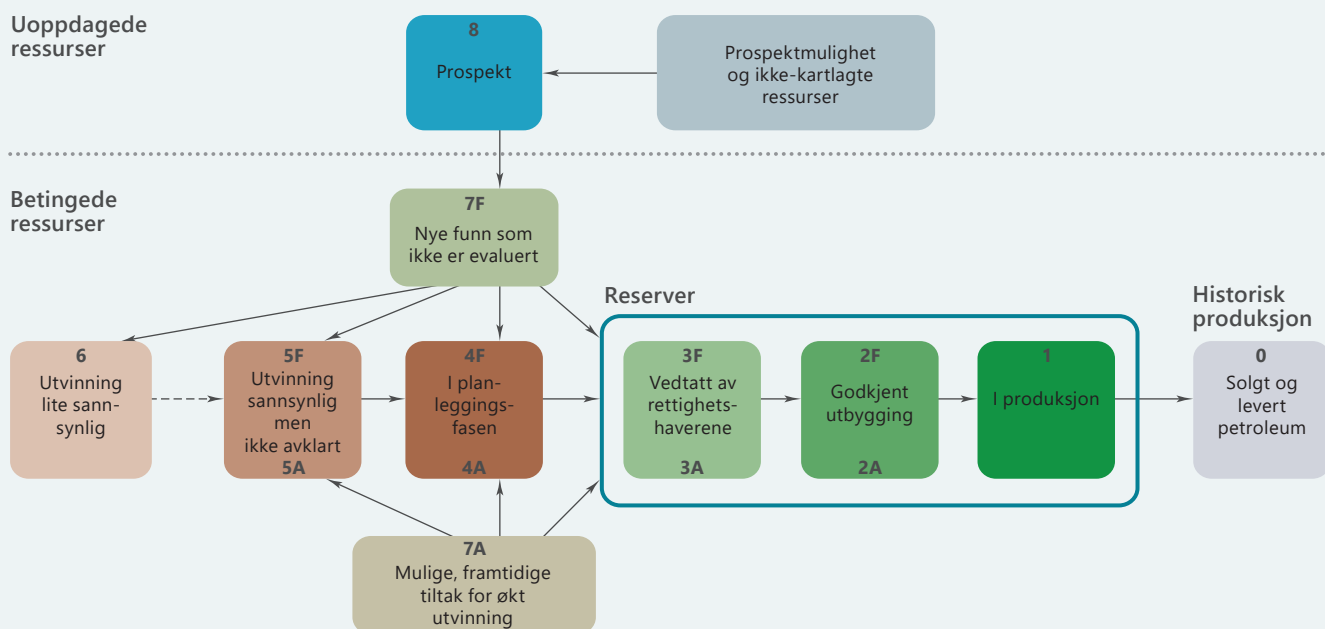 Uoppdagede
ressurser
8
Prospekt
Prospektmulighet
og ikke-kartlagte
ressurser
Betingede
ressurser
7F
Nye funn som
ikke er evaluert
Reserver
Historisk
produksjon
6
Utvinning
lite sann-
synlig
5F
Utvinning
sannsynlig
men
ikke avklart
5A
4F
I plan-
leggings-
fasen
4A
3F
Vedtatt av
rettighets-
haverene
3A
2F
Godkjent
utbygging
2A
1
I produksjon
0
Solgt og
levert
petroleum
7A
Mulige, framtidige
tiltak for økt
utvinning